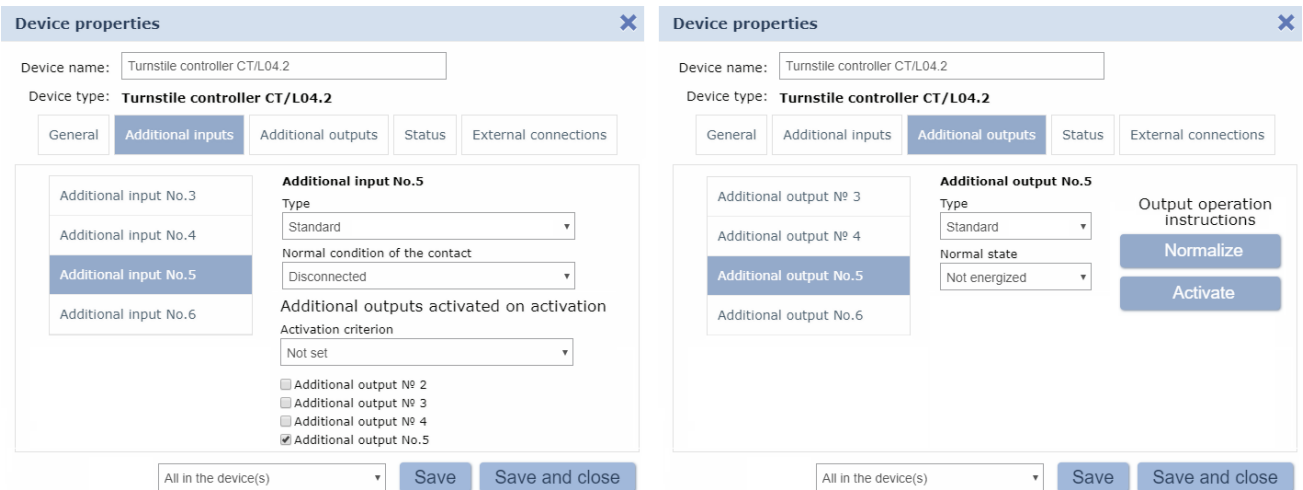 Device properties
Device name: Turnstile controller CT/L04.2
Device type: Turnstile controller CT/L04.2
General Additional inputs Additional outputs Status External connections
Additional input No.3
Additional input No.4
Additional input No.5
Additional input No.6
Additional input No.5
Type
Standard
Normal condition of the contact
Disconnected
Additional outputs activated on activation
Activation criterion
Not set
Additional output № 2
Additional output № 3
Additional output № 4
Additional output No.5
All in the device(s) Save Save and close
Device properties
Device name: Turnstile controller CT/L04.2
Device type: Turnstile controller CT/L04.2
General Additional inputs Additional outputs Status External connections
Additional output № 3
Additional output № 4
Additional output No.5
Additional output No.6
Additional output No.5
Type
Standard
Normal state
Not energized
Output operation
instructions
Normalize
Activate
All in the device(s) Save Save and close